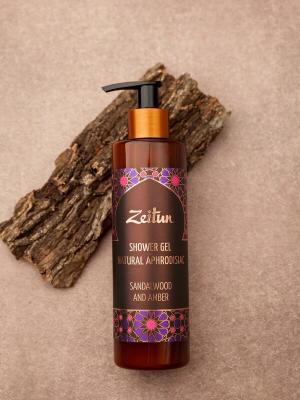 Zeitun
SHOWER GEL
NATURAL APHRODISIAC
SANDALWOOD
AND AMBER